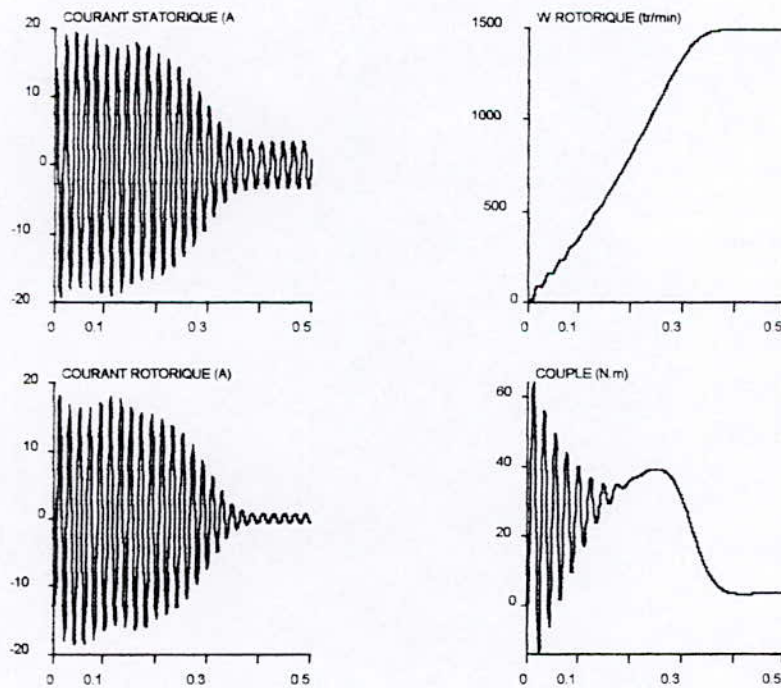 COURANT STATORIQUE (A
20
10
0
-10
-20
0 0.1 0.3 0.5
W ROTORIQUE (tr/min)
1500
1000
500
0
0 0.1 0.3 0.5
COURANT ROTORIQUE (A)
20
10
0
-10
-20
0 0.1 0.3 0.5
COUPLE (N.m)
60
40
20
0
0 0.1 0.3 0.5